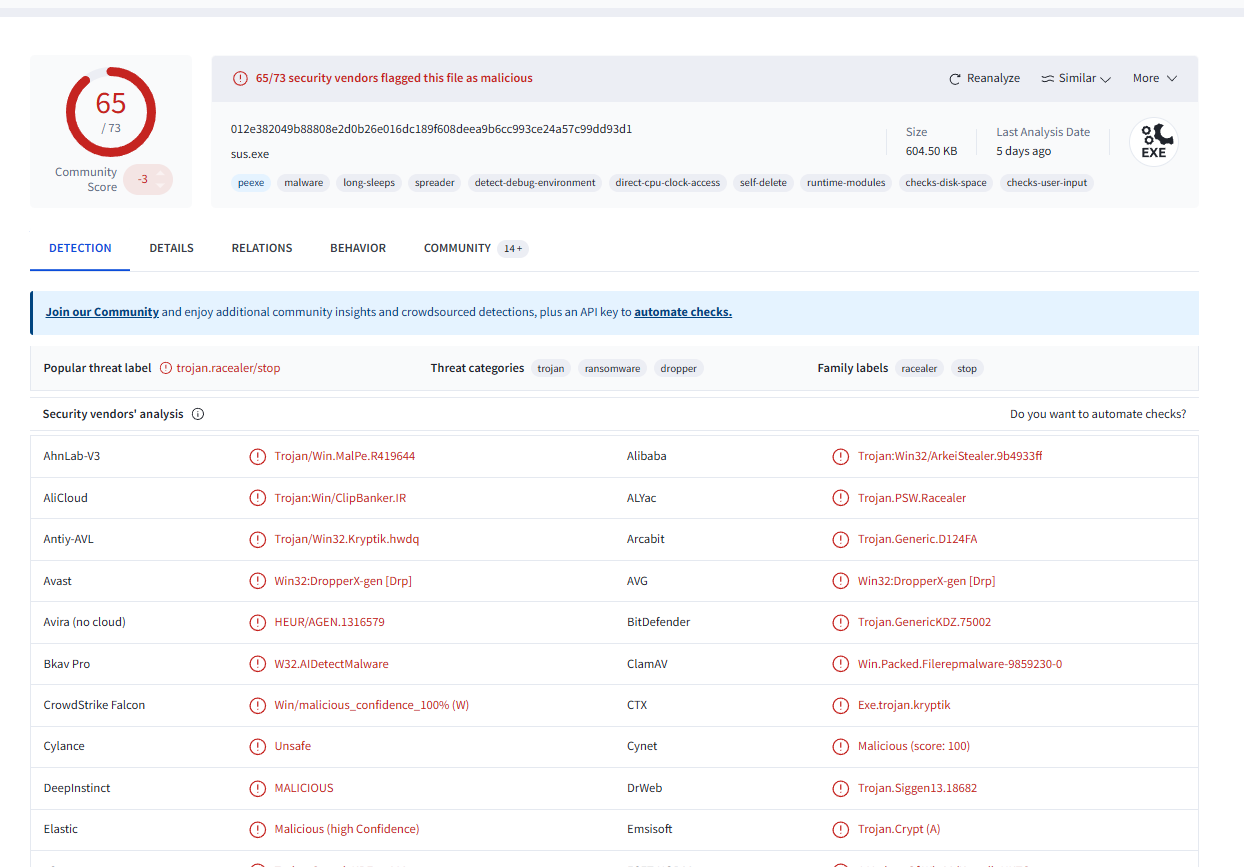 65
/ 73
Community
Score
-3
65/73 security vendors flagged this file as malicious
Reanalyze
Similar
More
012e382049b88808e2d0b26e016dc189f608deea9b6cc993ce24a57c99dd93d1
sus.exe
Size
604.50 KB
Last Analysis Date
5 days ago
EXE
peexe malware long-sleeps spreader detect-debug-environment direct-cpu-clock-access self-delete runtime-modules checks-disk-space checks-user-input
DETECTION DETAILS RELATIONS BEHAVIOR COMMUNITY 14+
Join our Community and enjoy additional community insights and crowdsourced detections, plus an API key to automate checks.
Popular threat label trojan.racealer/stop Threat categories trojan ransomware dropper Family labels racealer stop
Security vendors' analysis Do you want to automate checks?
AhnLab-V3 Trojan/Win.MalPe.R419644 Alibaba Trojan:Win32/ArkeiStealer.9b4933ff
AliCloud Trojan:Win/ClipBanker.IR ALYac Trojan.PSW.Racealer
Antiy-AVL Trojan/Win32.Kryptik.hwdq Arcabit Trojan.Generic.D124FA
Avast Win32:DropperX-gen [Drp] AVG Win32:DropperX-gen [Drp]
Avira (no cloud) HEUR/AGEN.1316579 BitDefender Trojan.GenericKDZ.75002
Bkav Pro W32.AIDetectMalware ClamAV Win.Packed.Filerepmalware-9859230-0
CrowdStrike Falcon Win/malicious_confidence_100% (W) CTX Exe.trojan.kryptik
Cylance Unsafe Cynet Malicious (score: 100)
DeepInstinct MALICIOUS DrWeb Trojan.Siggen13.18682
Elastic Malicious (high Confidence) Emsisoft Trojan.Crypt (A)